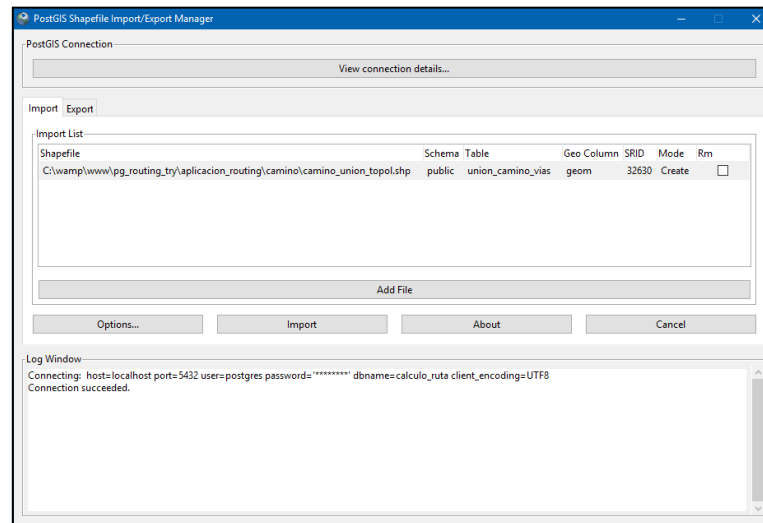 PostGIS Shapefile Import/Export Manager
PostGIS Connection
View connection details...
Import Export
Import List
Shapefile Schema Table Geo Column SRID Mode Rm
C:\wamp\www\pg_routing_try\aplicacion_routing\camino\camino_union_topol.shp public union_camino_vias geom 32630 Create
Add File
Options... Import About Cancel
Log Window
Connecting: host=localhost port=5432 user=postgres password='********' dbname=calculo_ruta client_encoding=UTF8
Connection succeeded.